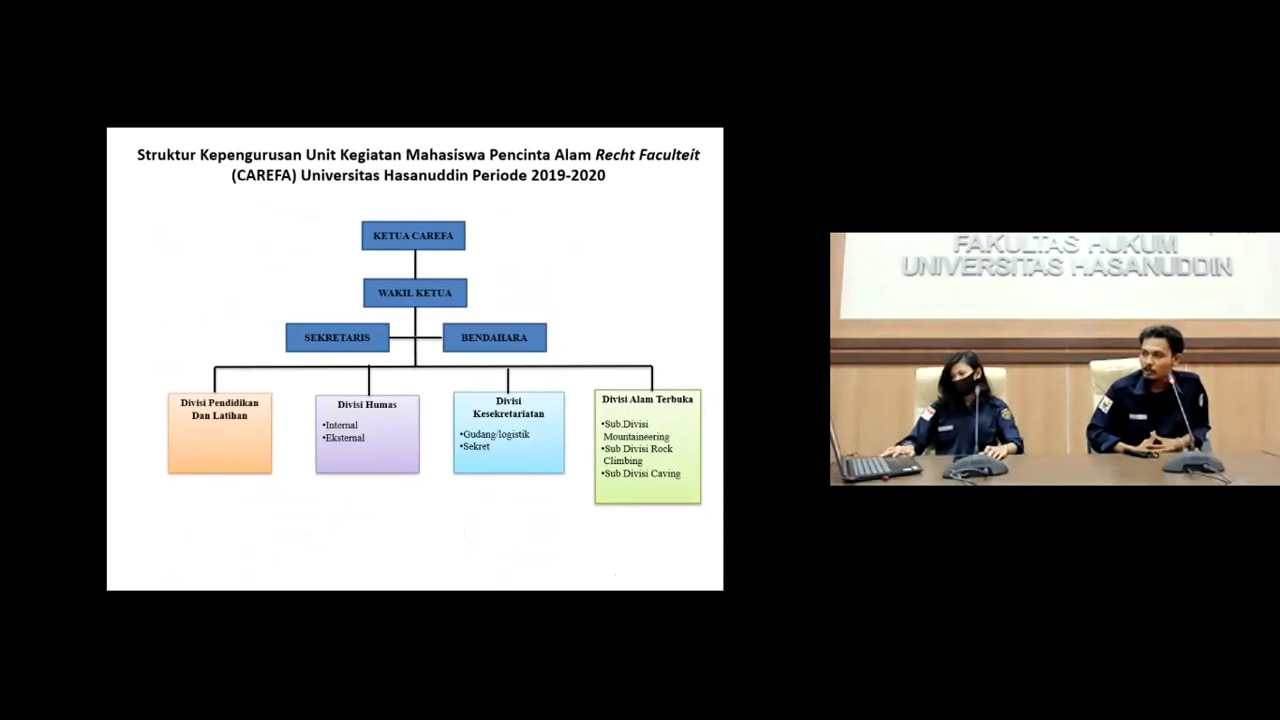 Struktur Kepengurusan Unit Kegiatan Mahasiswa Pencinta Alam Recht Faculteit
(CAREFA) Universitas Hasanuddin Periode 2019-2020
KETUA CAREFA
WAKIL KETUA
SEKRETARIS
BENDAHARA
Divisi Pendidikan
Dan Latihan
Divisi Humas
•Internal
•Eksternal
Divisi
Kesekretariatan
•Gudang/logistik
•Sekret
Divisi Alam Terbuka
•Sub.Divisi
Mountaineering
•Sub Divisi Rock
Climbing
•Sub Divisi Caving
FAKULTAS HUKUM
UNIVERSITAS HASANUDDIN